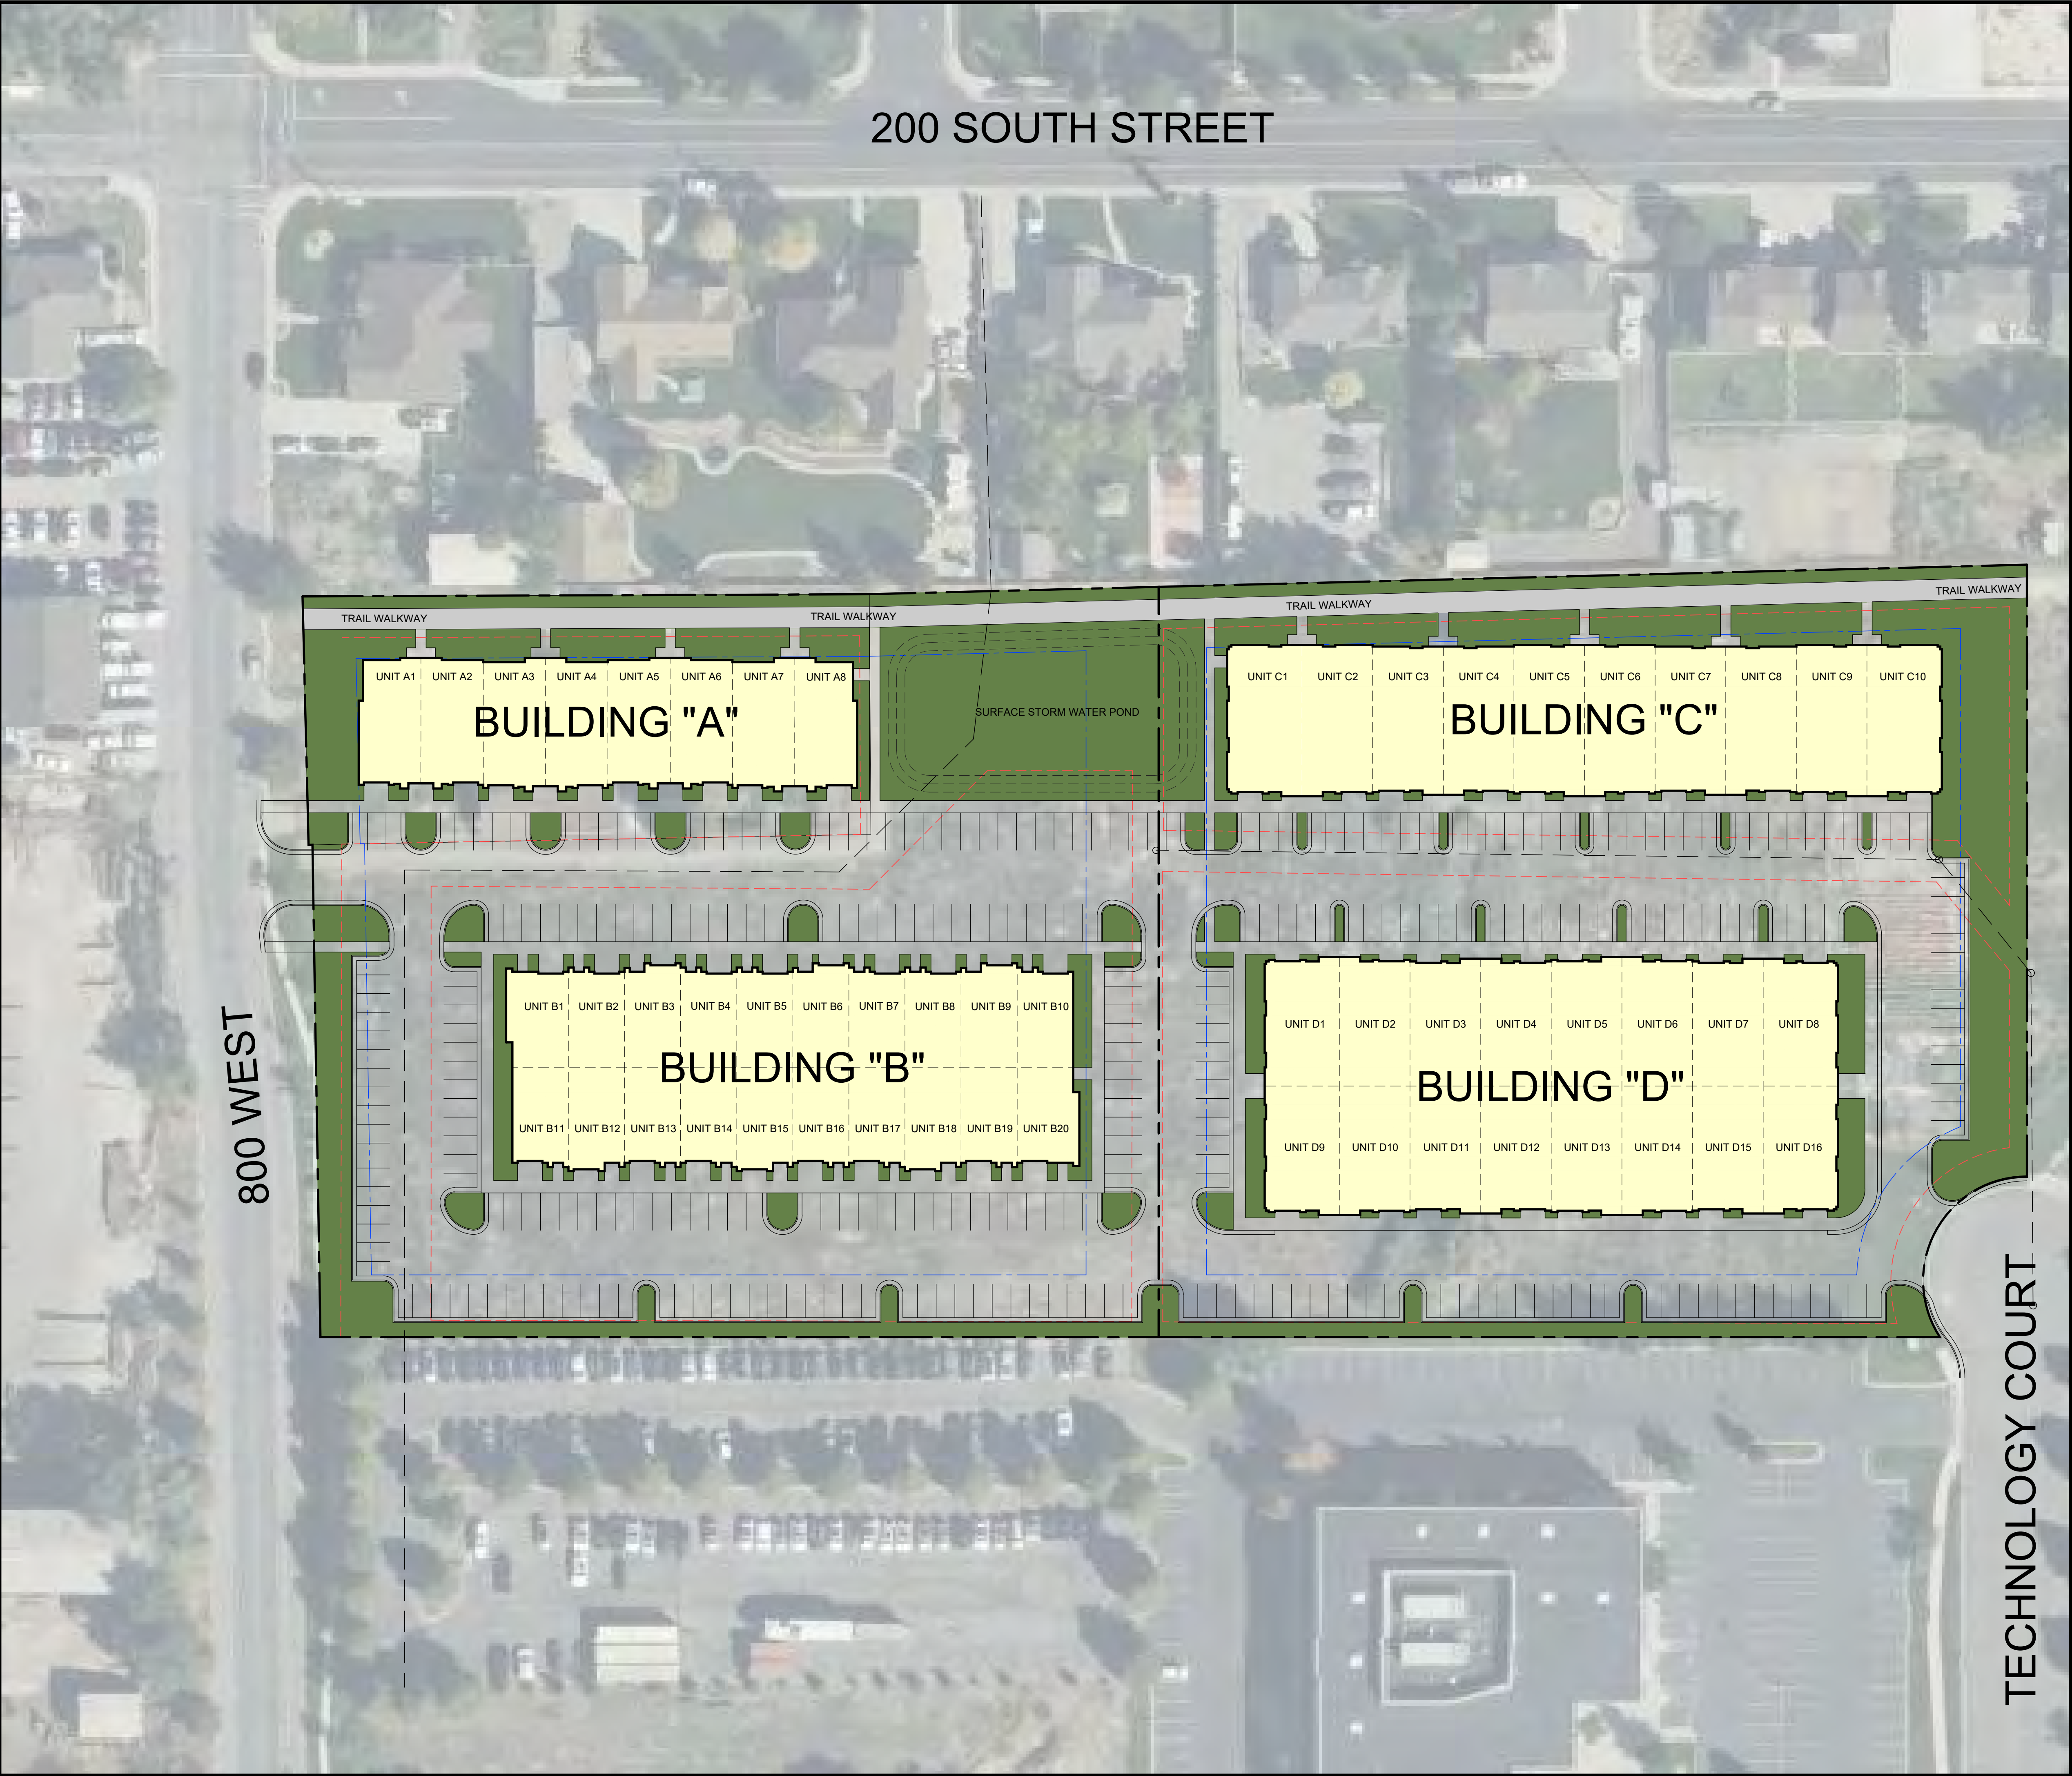 200 SOUTH STREET
TRAIL WALKWAY
TRAIL WALKWAY
TRAIL WALKWAY
TRAIL WALKWAY
UNIT A1
UNIT A2
UNIT A3
UNIT A4
UNIT A5
UNIT A6
UNIT A7
UNIT A8
BUILDING "A"
SURFACE STORM WATER POND
UNIT C1
UNIT C2
UNIT C3
UNIT C4
UNIT C5
UNIT C6
UNIT C7
UNIT C8
UNIT C9
UNIT C10
BUILDING "C"
800 WEST
UNIT B1
UNIT B2
UNIT B3
UNIT B4
UNIT B5
UNIT B6
UNIT B7
UNIT B8
UNIT B9
UNIT B10
BUILDING "B"
UNIT B11
UNIT B12
UNIT B13
UNIT B14
UNIT B15
UNIT B16
UNIT B17
UNIT B18
UNIT B19
UNIT B20
UNIT D1
UNIT D2
UNIT D3
UNIT D4
UNIT D5
UNIT D6
UNIT D7
UNIT D8
BUILDING "D"
UNIT D9
UNIT D10
UNIT D11
UNIT D12
UNIT D13
UNIT D14
UNIT D15
UNIT D16
TECHNOLOGY COURT